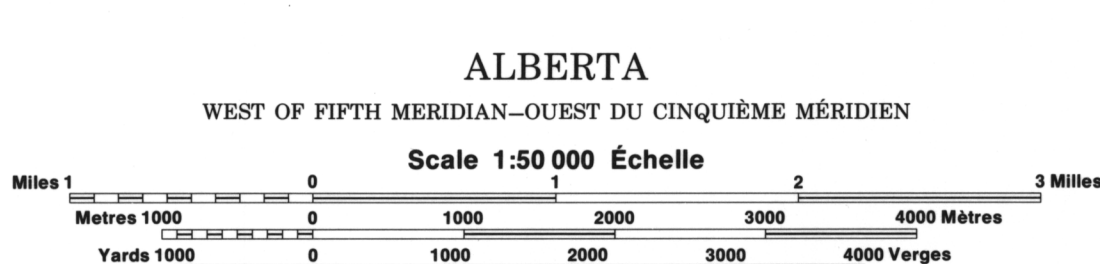 ALBERTA
WEST OF FIFTH MERIDIAN–OUEST DU CINQUIÈME MÉRIDIEN
Scale 1:50 000 Échelle
Miles 1 0 1 2 3 Milles
Metres 1000 0 1000 2000 3000 4000 Mètres
Yards 1000 0 1000 2000 3000 4000 Verges